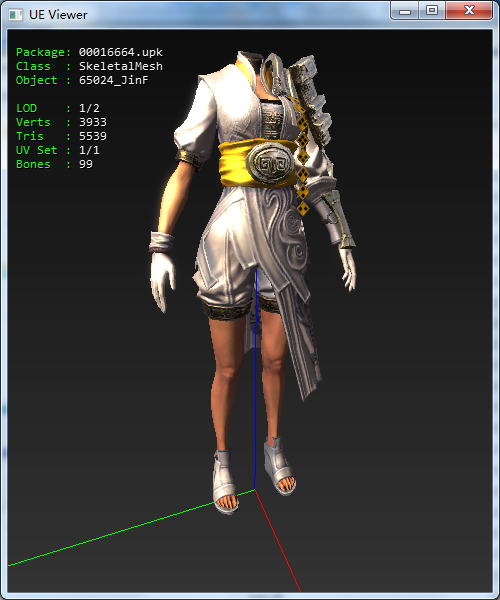 UE Viewer
Package: 00016664.upk
Class : SkeletalMesh
Object : 65024_JinF
LOD : 1/2
Verts : 3933
Tris : 5539
UV Set : 1/1
Bones : 99